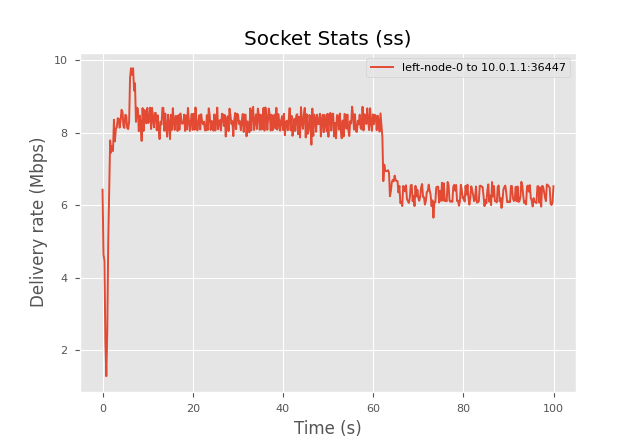 Socket Stats (ss)
left-node-0 to 10.0.1.1:36447
Delivery rate (Mbps)
10
8
6
4
2
0 20 40 60 80 100
Time (s)